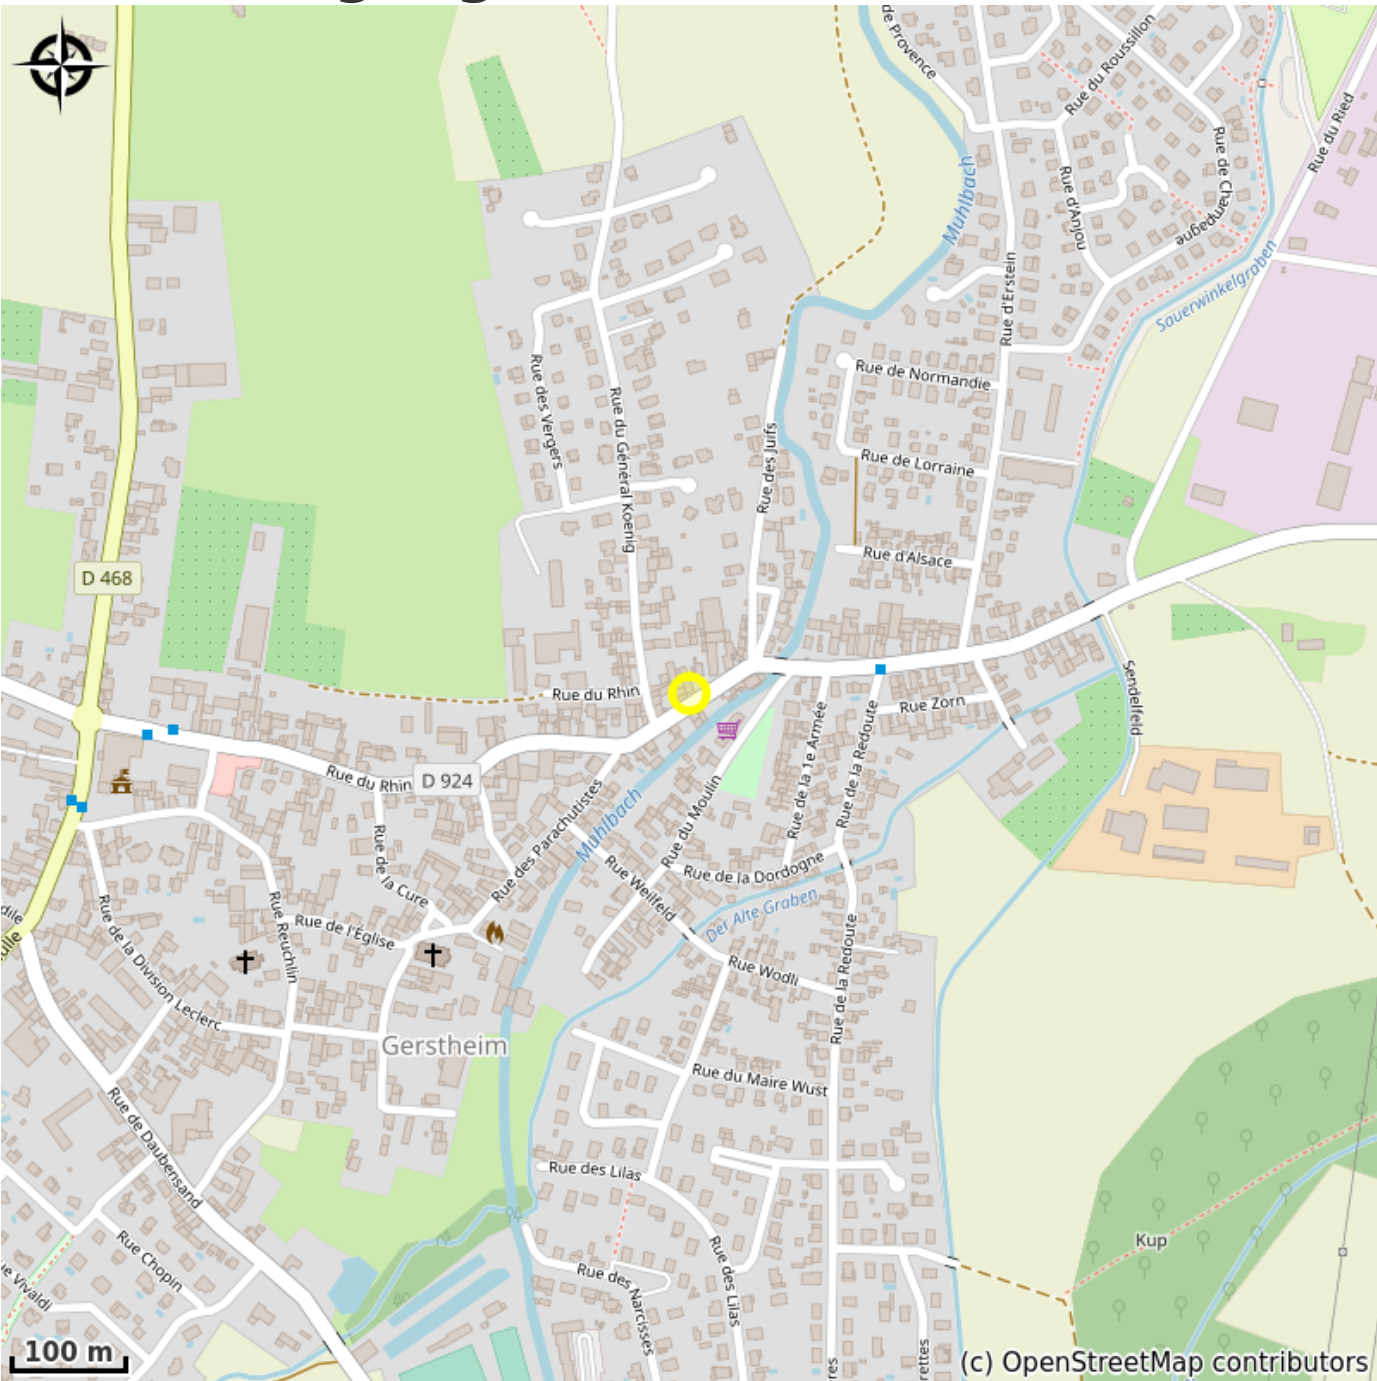 de Provence
Rue du Roussillon
Rue du Ried
Rue de Champagne
Muhlbach
Rue d'Anjou
Rue d'Erstein
Sauerwinkelgraben
Rue des Vergers
Rue du Général Koenig
Rue de Normandie
Rue des Juifs
Rue de Lorraine
Rue d'Alsace
D 468
Rue du Rhin
Rue Zorn
Sendelfeld
Rue de la 1e Armée
Rue de la Redoute
Rue du Rhin
D 924
Rue des Parachutistes
Muhlbach
Rue du Moulin
Rue de la Cure
Rue Weilfeld
Rue de la Dordogne
Der Alte Graben
Rue de l'Église
Rue Reuchlin
Rue de la Division Leclerc
Rue Wodli
Rue de la Redoute
Gerstheim
Rue du Maire Wust
Rue de Daubensand
Rue des Lilas
Rue Chopin
Rue des Narcisses
Rue des Lilas
Kup
ue Vivaldi
100 m
(c) OpenStreetMap contributors